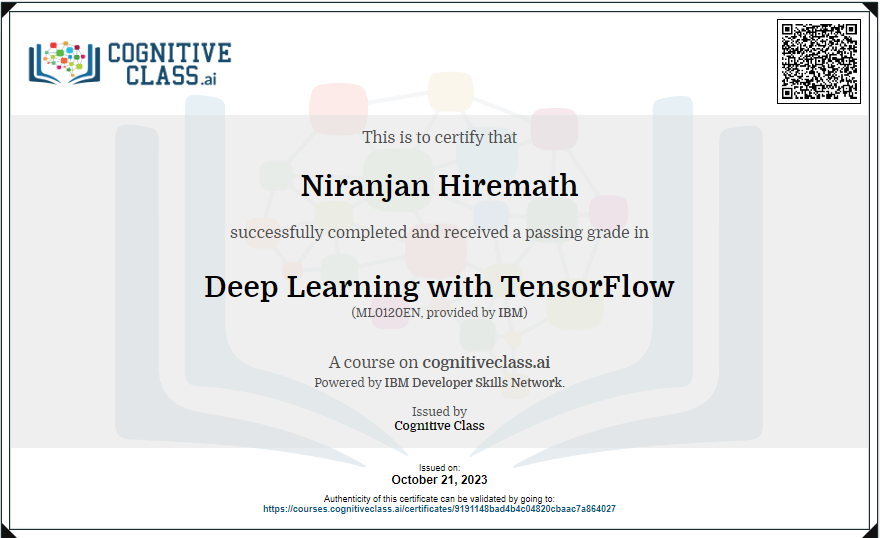 COGNITIVE
CLASS.ai
This is to certify that
Niranjan Hiremath
successfully completed and received a passing grade in
Deep Learning with TensorFlow
(ML0120EN, provided by IBM)
A course on cognitiveclass.ai
Powered by IBM Developer Skills Network.
Issued by
Cognitive Class
Issued on:
October 21, 2023
Authenticity of this certificate can be validated by going to:
https://courses.cognitiveclass.ai/certificates/9191148bad4b4c04820cbaac7a864027